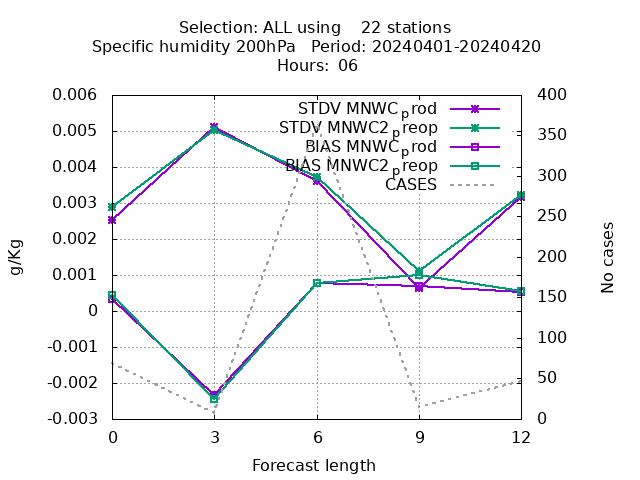 Selection: ALL using    22 stations
Specific humidity 200hPa   Period: 20240401-20240420
Hours: 06
0.006
0.005
0.004
0.003
0.002
0.001
0
-0.001
-0.002
-0.003
g/Kg
STDV MNWC_prod
STDV MNWC2_preop
BIAS MNWC_prod
BIAS MNWC2_preop
CASES
400
350
300
250
200
150
100
50
0
No cases
0 3 6 9 12
Forecast length